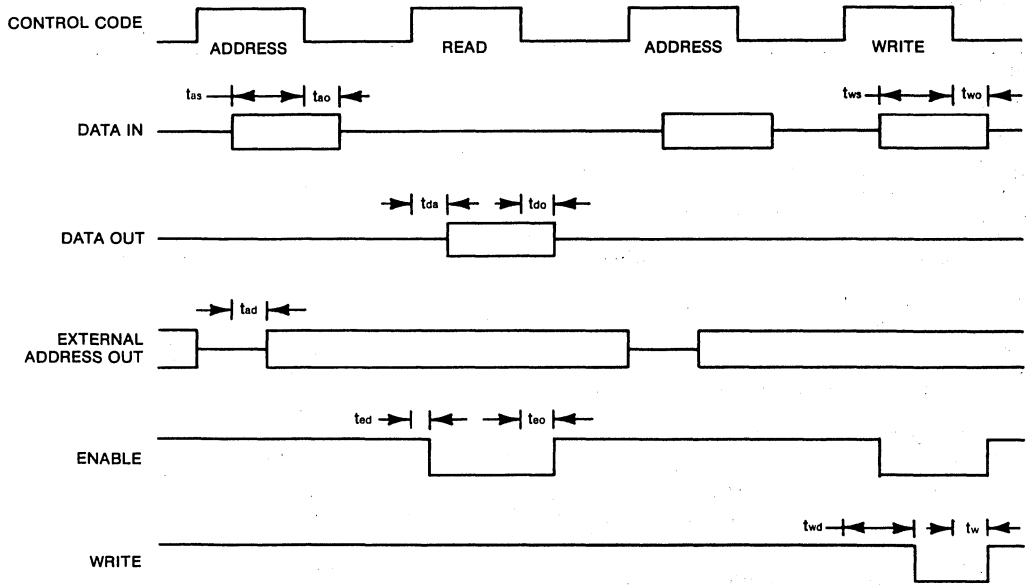 CONTROL CODE
ADDRESS READ ADDRESS WRITE
tas tao tws two
DATA IN
tda tdo
DATA OUT
tad
EXTERNAL
ADDRESS OUT
ted teo
ENABLE
twd tw
WRITE